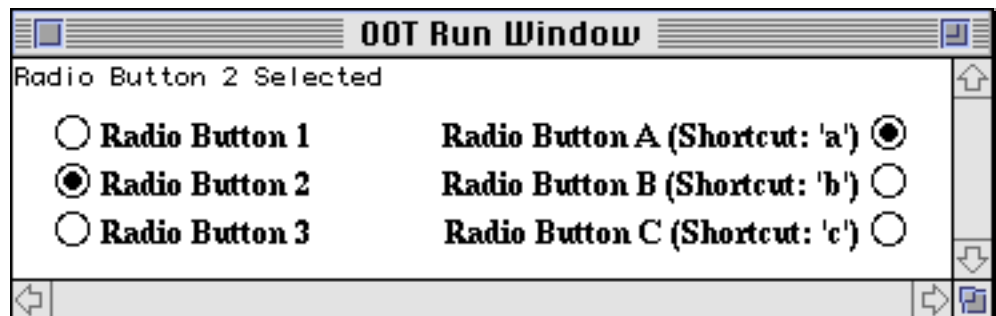 OOT Run Window
Radio Button 2 Selected
Radio Button 1
Radio Button A (Shortcut: 'a')
Radio Button 2
Radio Button B (Shortcut: 'b')
Radio Button 3
Radio Button C (Shortcut: 'c')